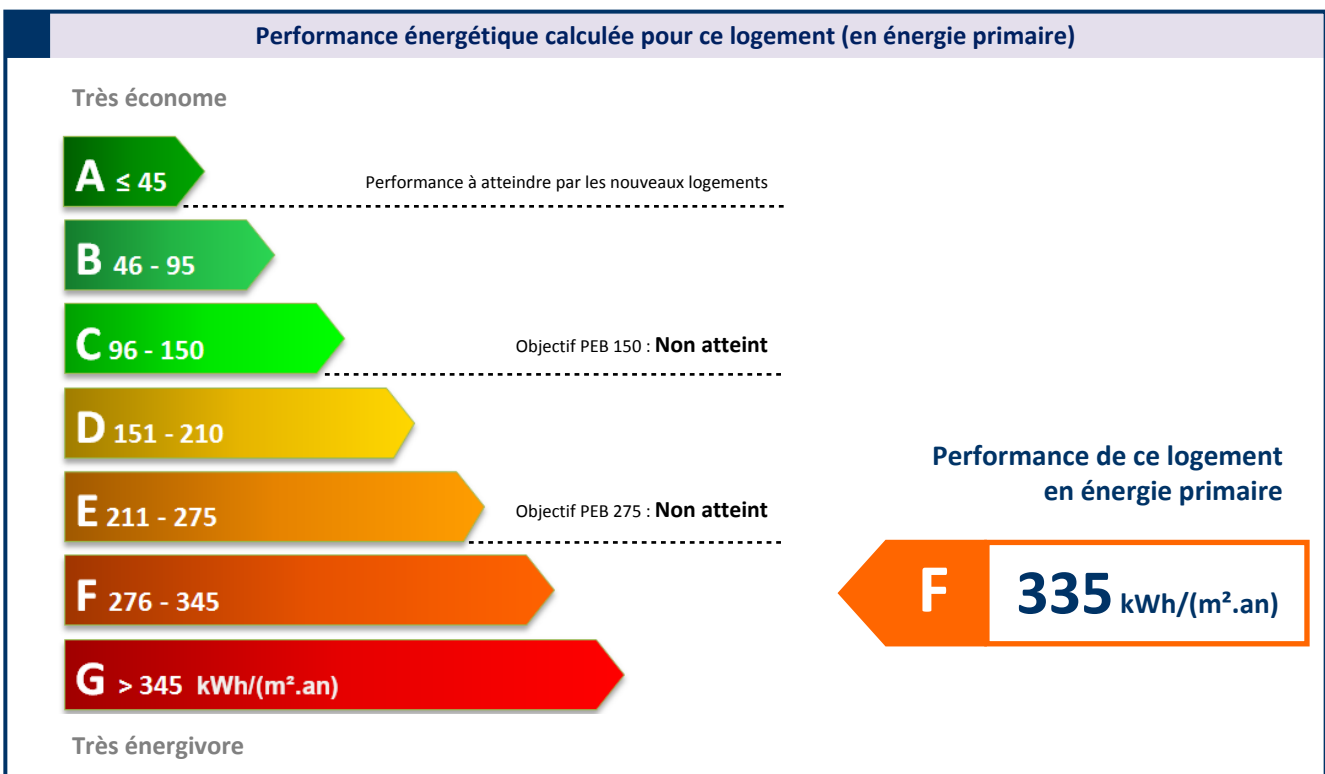 Performance énergétique calculée pour ce logement (en énergie primaire)
Très économe
A ≤ 45
Performance à atteindre par les nouveaux logements
B 46 - 95
C 96 - 150
Objectif PEB 150 : Non atteint
D 151 - 210
Performance de ce logement
en énergie primaire
E 211 - 275
Objectif PEB 275 : Non atteint
F 276 - 345
F 335 kWh/(m².an)
G > 345 kWh/(m².an)
Très énergivore